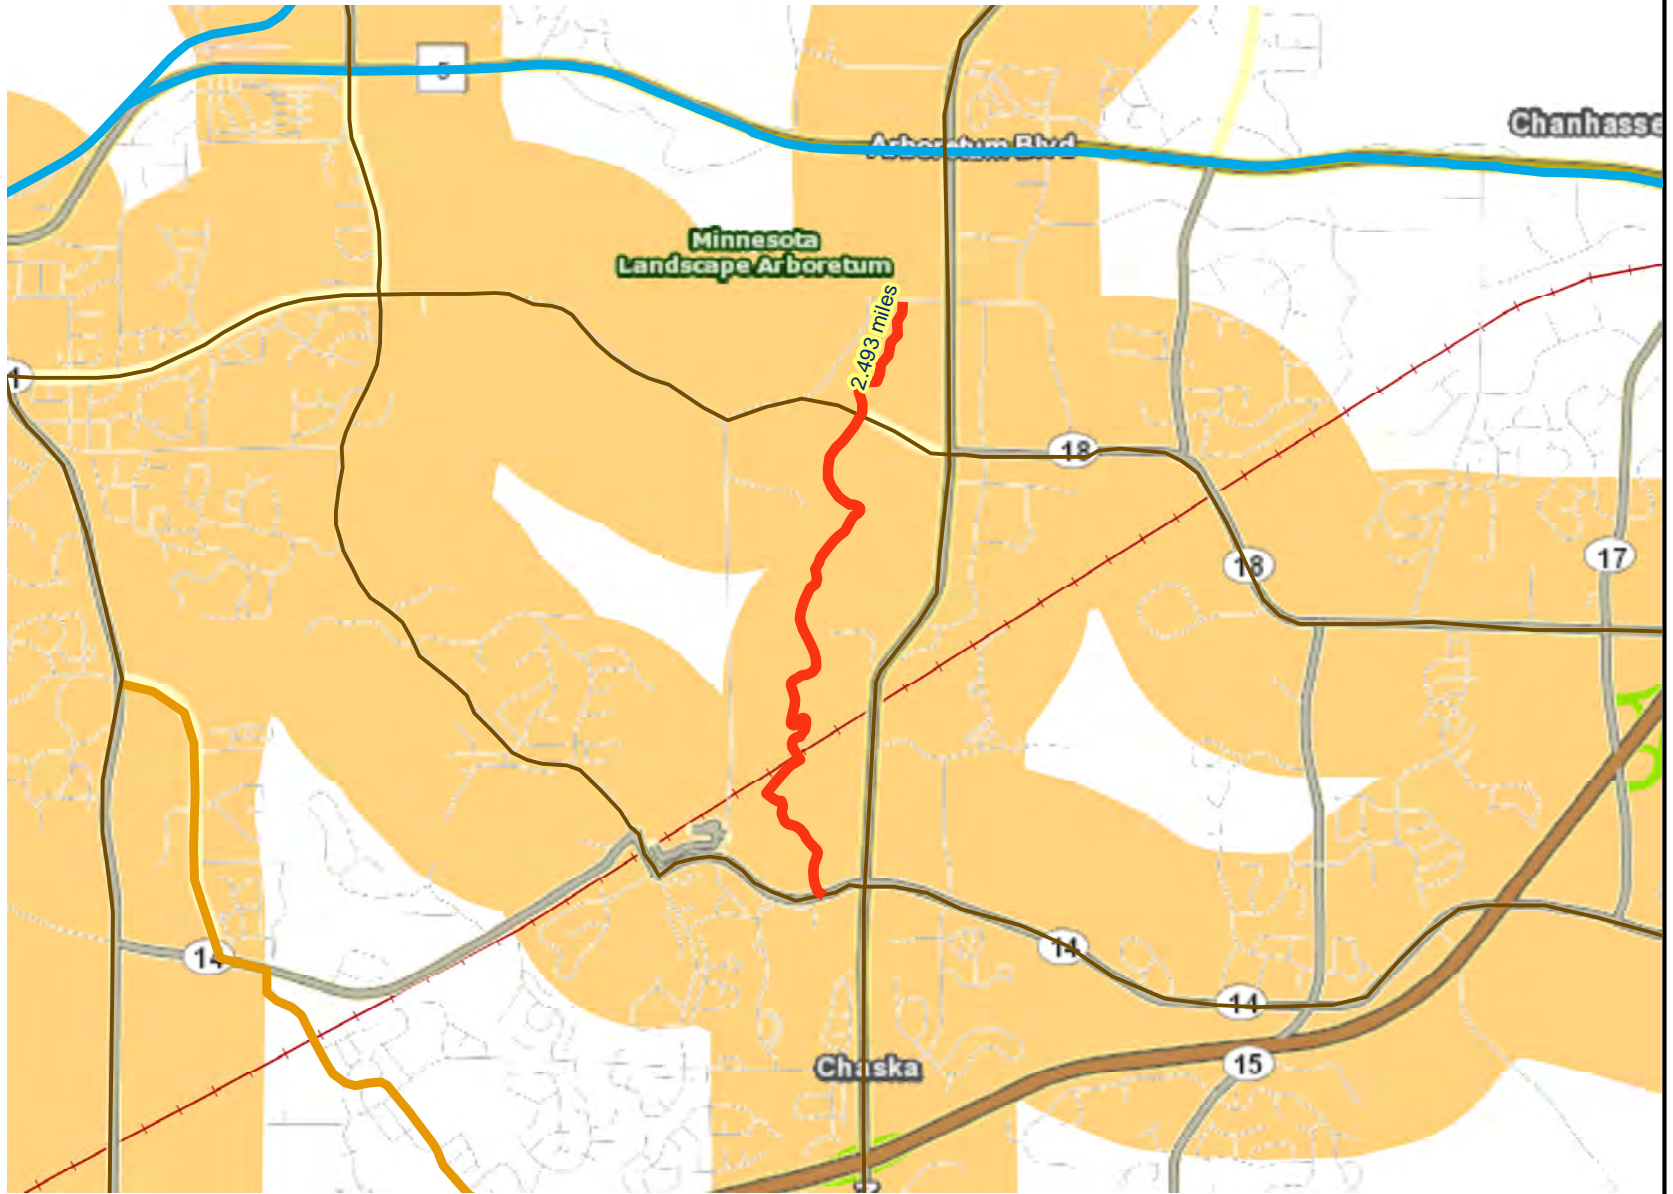 5
Chanhasse
Arboretum Blvd
Minnesota
Landscape Arboretum
2.493 miles
18
17
18
14
14
14
15
Chaska